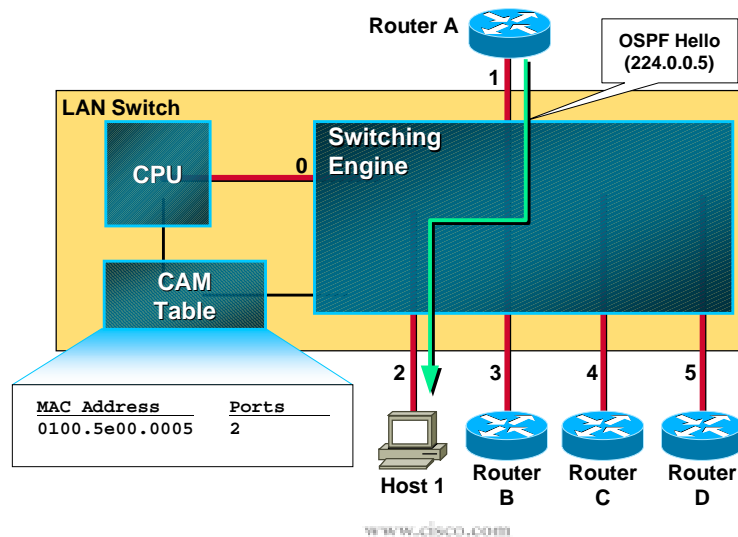 Router A
OSPF Hello
(224.0.0.5)
1
LAN Switch
Switching
Engine
CPU
0
CAM
Table
2
3
4
5
MAC Address Ports
0100.5e00.0005 2
Host 1
Router
B
Router
C
Router
D
www.cisco.com